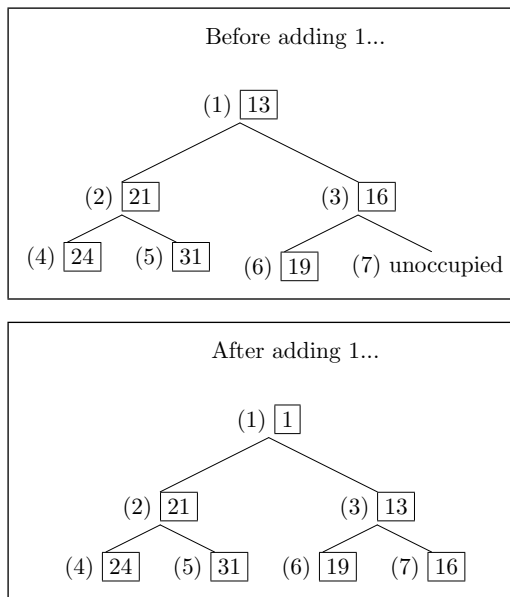 Before adding 1...
(1) 13
(2) 21 (3) 16
(4) 24 (5) 31 (6) 19 (7) unoccupied
After adding 1...
(1) 1
(2) 21 (3) 13
(4) 24 (5) 31 (6) 19 (7) 16